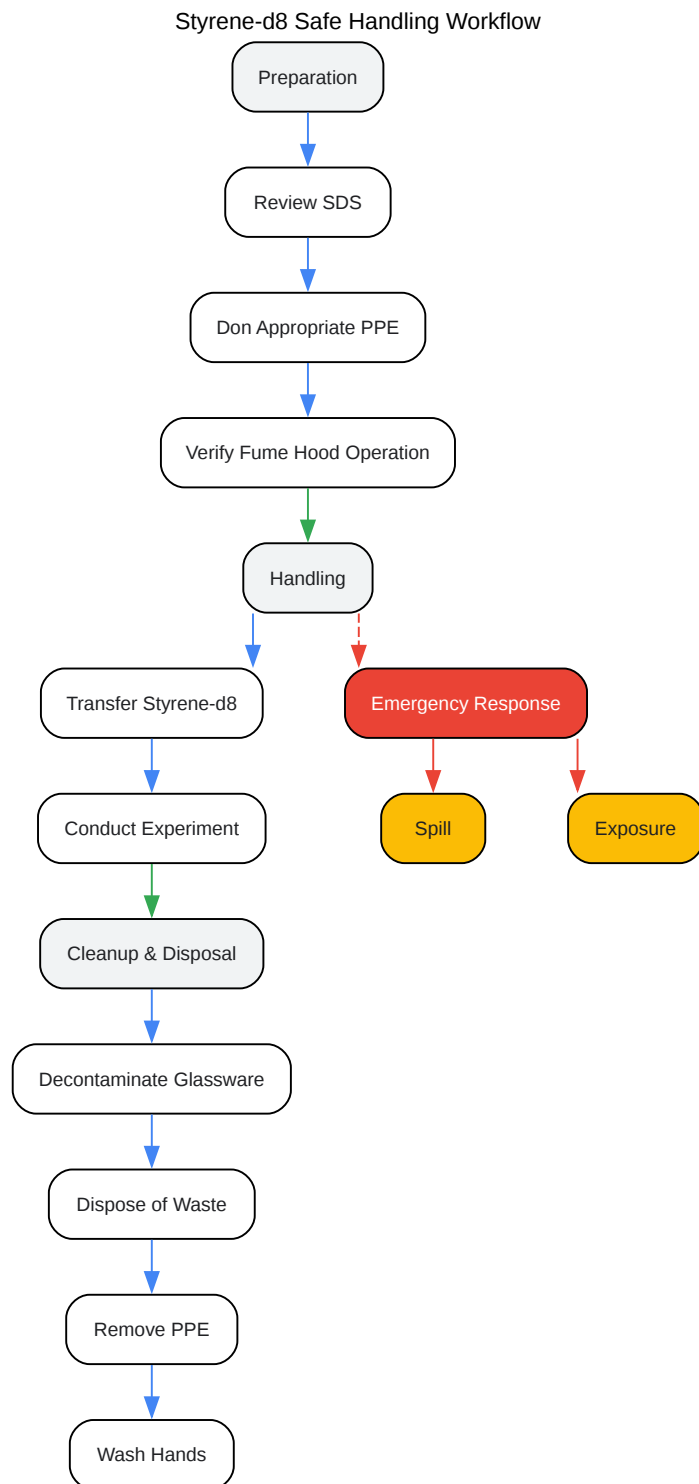 Styrene-d8 Safe Handling Workflow
Preparation
Review SDS
Don Appropriate PPE
Verify Fume Hood Operation
Handling
Transfer Styrene-d8
Emergency Response
Conduct Experiment
Spill
Exposure
Cleanup & Disposal
Decontaminate Glassware
Dispose of Waste
Remove PPE
Wash Hands